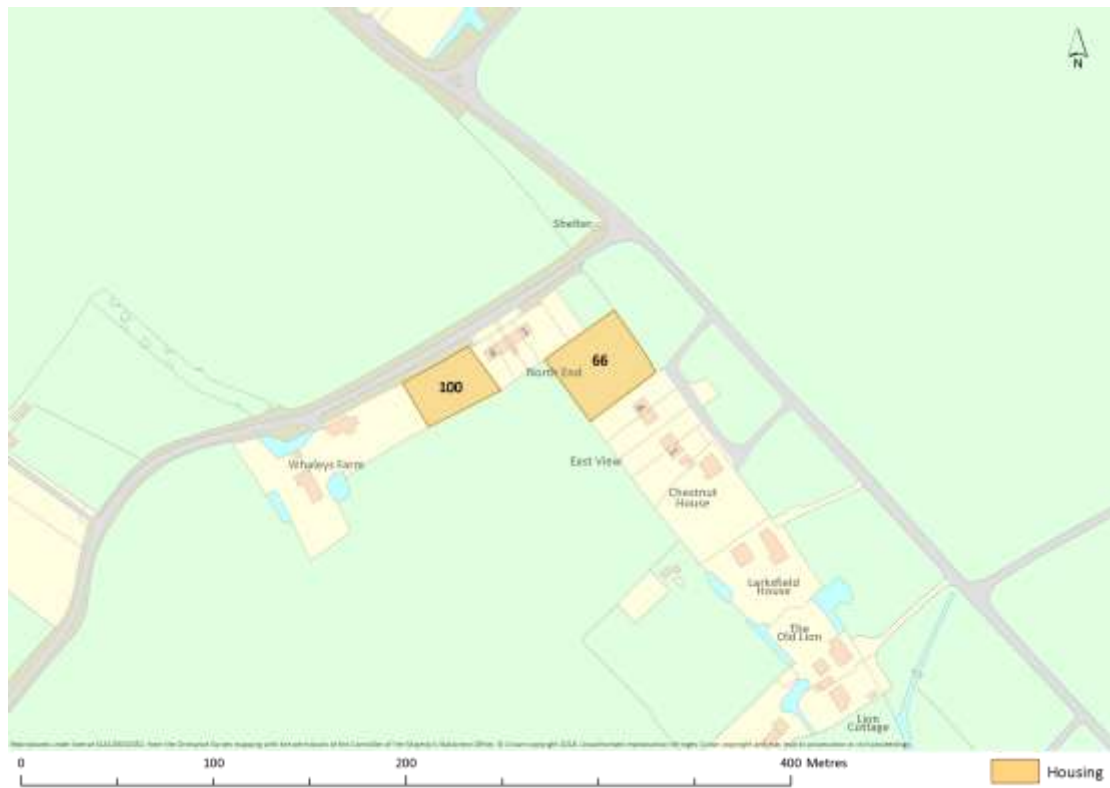 N
Shelter
66
North End
100
Whaleys Farm
East View
Chestnut
House
Larksfield
House
The
Old Lion
Lion
Cottage
0
100
200
400 Metres
Housing